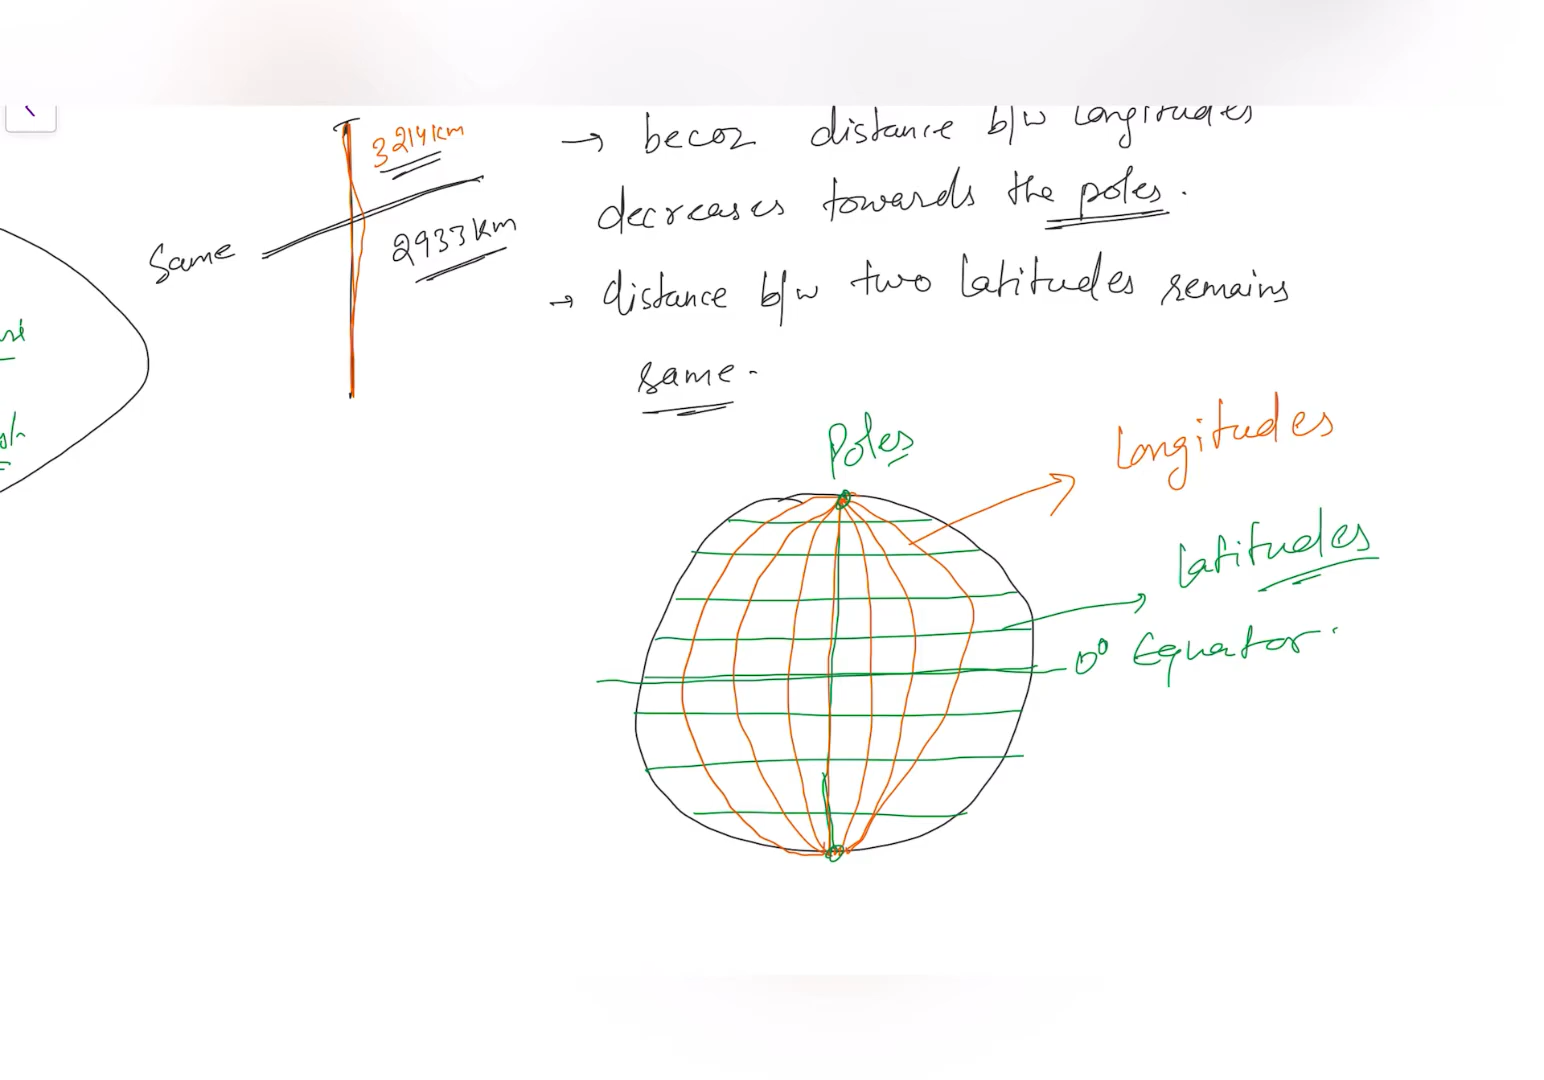 3214km
2933km
Same
→ becoz distance b/w longitudes
decreases towards the poles.
→ distance b/w two latitudes remains
same.
Poles
Longitudes
Latitudes
0° Equator.